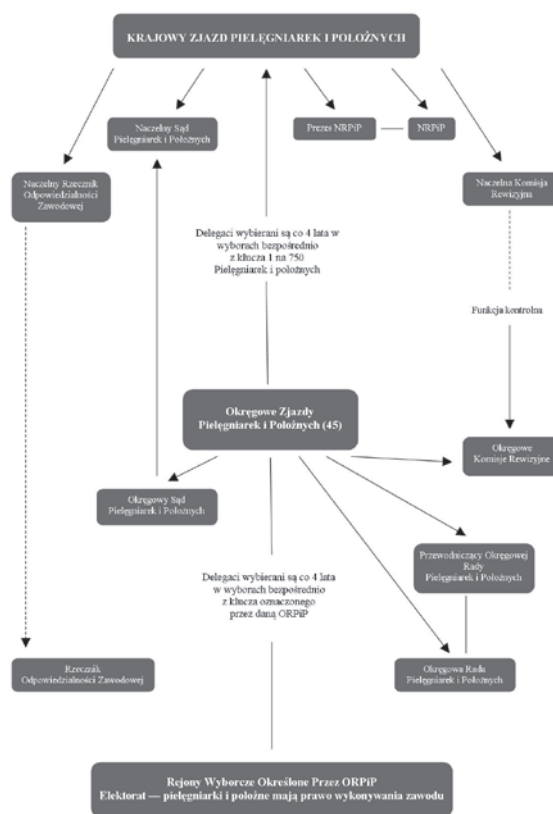 KRAJOWY ZJAZD PIELĘGNIAREK I POŁOŻNYCH
Naczelny Sąd
Pielęgniarek i Położnych
Prezes NRPiP
NRPiP
Naczelny Rzecznik
Odpowiedzialności
Zawodowej
Naczelna Komisja
Rewizyjna
Delegaci wybierani są co 4 lata w
wyborach bezpośrednio
z klucza 1 na 750
Pielęgniarek i położnych
Funkcja kontrolna
Okręgowe Zjazdy
Pielęgniarek i Położnych (45)
Okręgowe
Komisje Rewizyjne
Okręgowy Sąd
Pielęgniarek i Położnych
Przewodniczący Okręgowej
Rady
Pielęgniarek i Położnych
Delegaci wybierani są co 4 lata
w wyborach bezpośrednio
z klucza oznaczonego
przez daną ORPiP
Rzecznik
Odpowiedzialności Zawodowej
Okręgowa Rada
Pielęgniarek i Położnych
Rejony Wyborcze Określone Przez ORPiP
Elektorat — pielęgniarki i położne mają prawo wykonywania zawodu